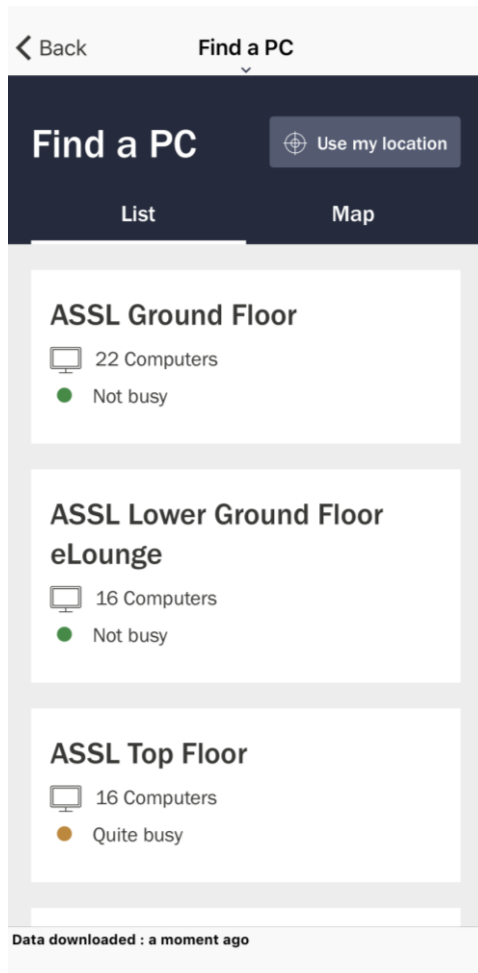 Back
Find a PC
Find a PC
Use my location
List
Map
ASSL Ground Floor
22 Computers
Not busy
ASSL Lower Ground Floor
eLounge
16 Computers
Not busy
ASSL Top Floor
16 Computers
Quite busy
Data downloaded : a moment ago